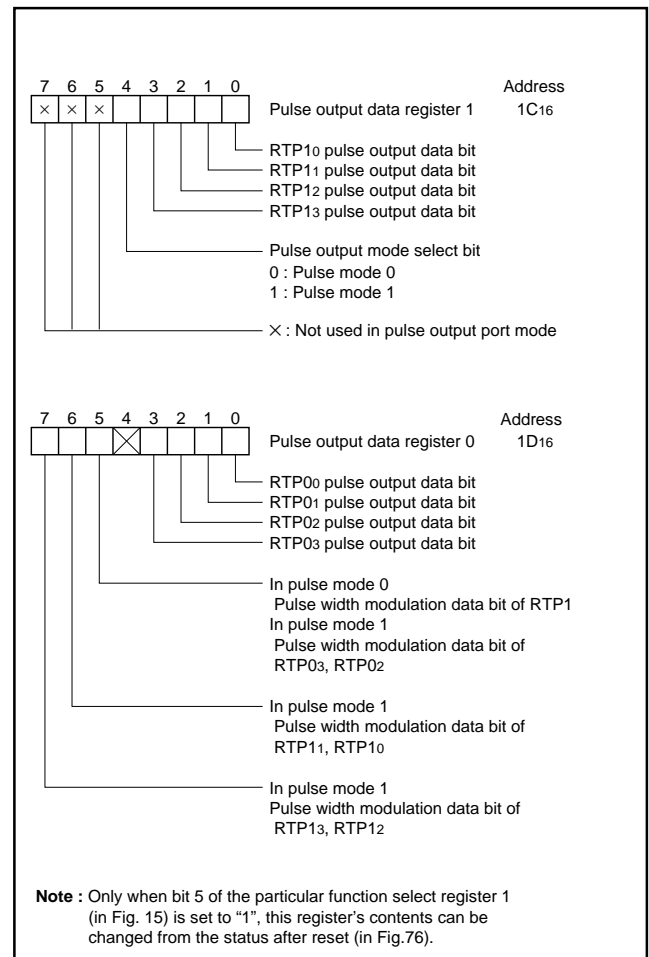 7 6 5 4 3 2 1 0 Address
× × × Pulse output data register 1 1C16
RTP10 pulse output data bit
RTP11 pulse output data bit
RTP12 pulse output data bit
RTP13 pulse output data bit
Pulse output mode select bit
0 : Pulse mode 0
1 : Pulse mode 1
× : Not used in pulse output port mode
7 6 5 4 3 2 1 0 Address
Pulse output data register 0 1D16
RTP00 pulse output data bit
RTP01 pulse output data bit
RTP02 pulse output data bit
RTP03 pulse output data bit
In pulse mode 0
Pulse width modulation data bit of RTP1
In pulse mode 1
Pulse width modulation data bit of
RTP03, RTP02
In pulse mode 1
Pulse width modulation data bit of
RTP11, RTP10
In pulse mode 1
Pulse width modulation data bit of
RTP13, RTP12
Note : Only when bit 5 of the particular function select register 1
(in Fig. 15) is set to “1”, this register’s contents can be
changed from the status after reset (in Fig.76).